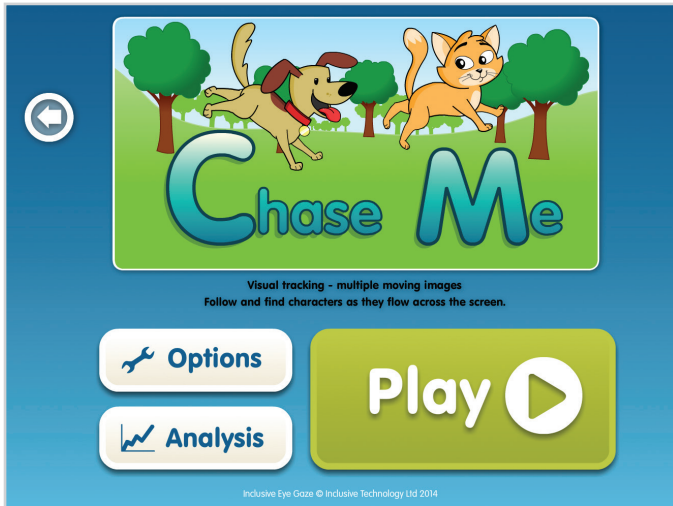 Chase Me
Visual tracking - multiple moving images
Follow and find characters as they flow across the screen.
Options
Play
Analysis
Inclusive Eye Gaze © Inclusive Technology Ltd 2014